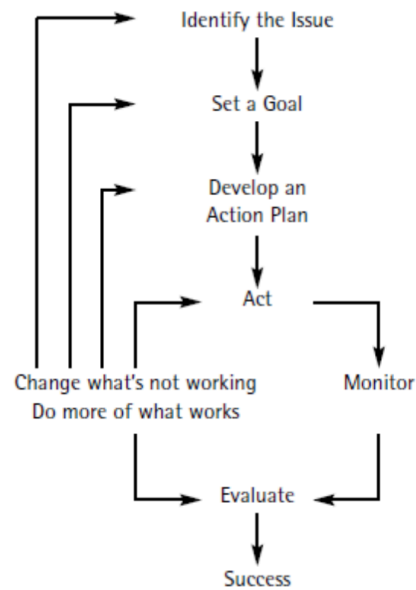 Identify the Issue
Set a Goal
Develop an
Action Plan
Act
Change what's not working
Do more of what works
Monitor
Evaluate
Success